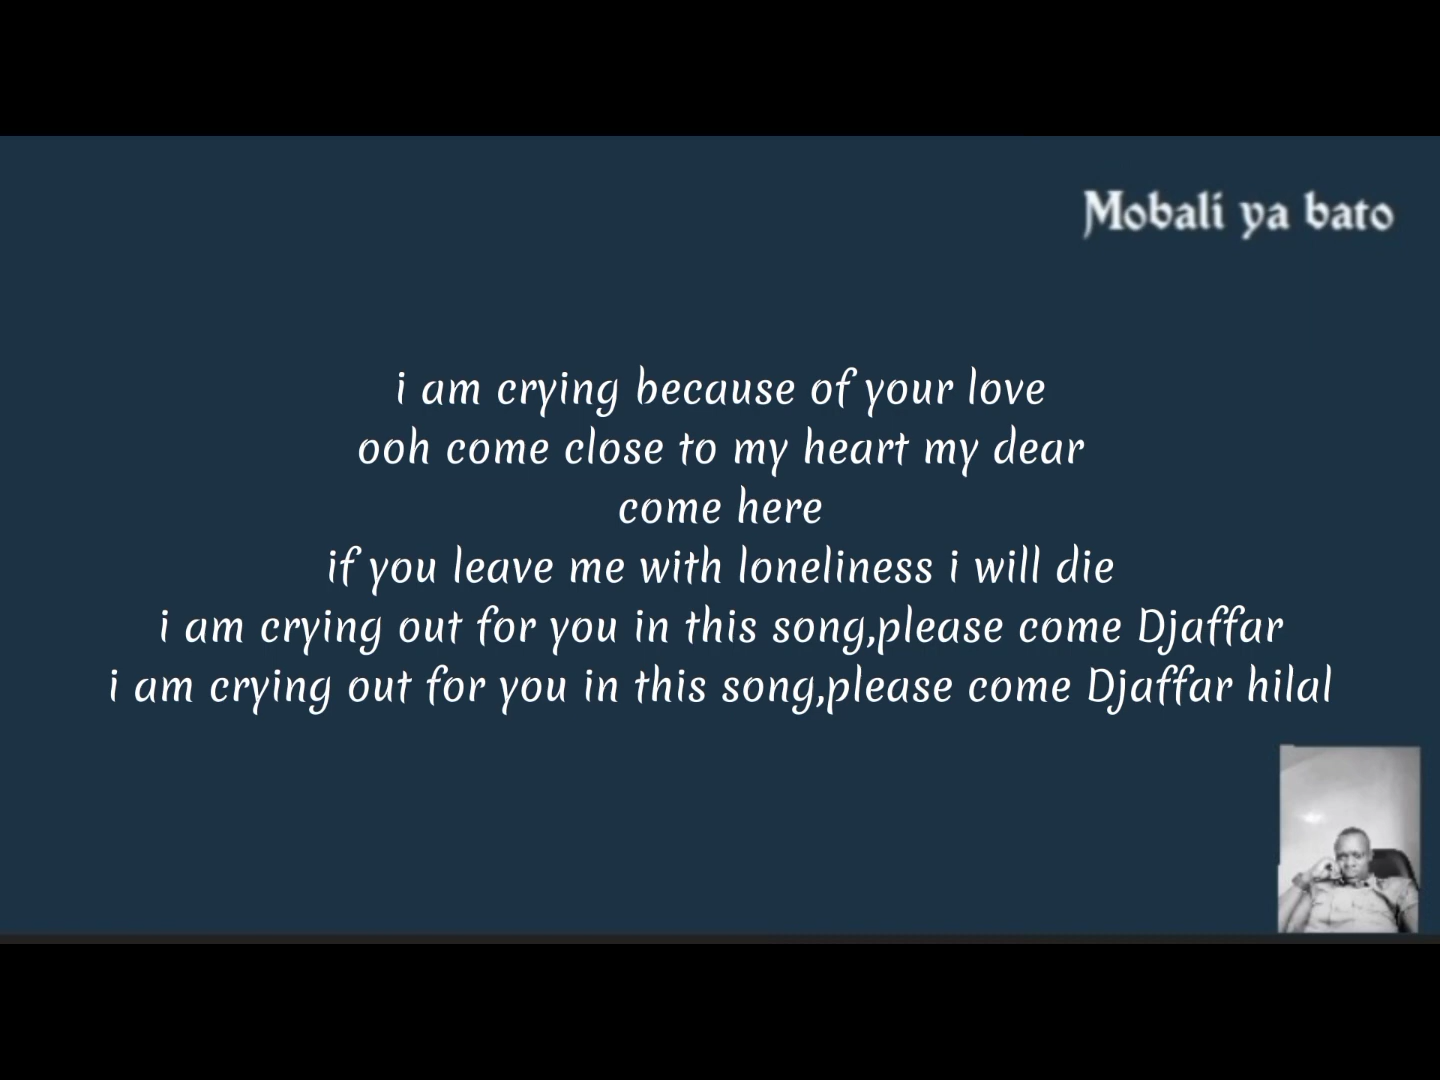 Mobali ya bato
i am crying because of your love
ooh come close to my heart my dear
come here
if you leave me with loneliness i will die
i am crying out for you in this song,please come Djaffar
i am crying out for you in this song,please come Djaffar hilal